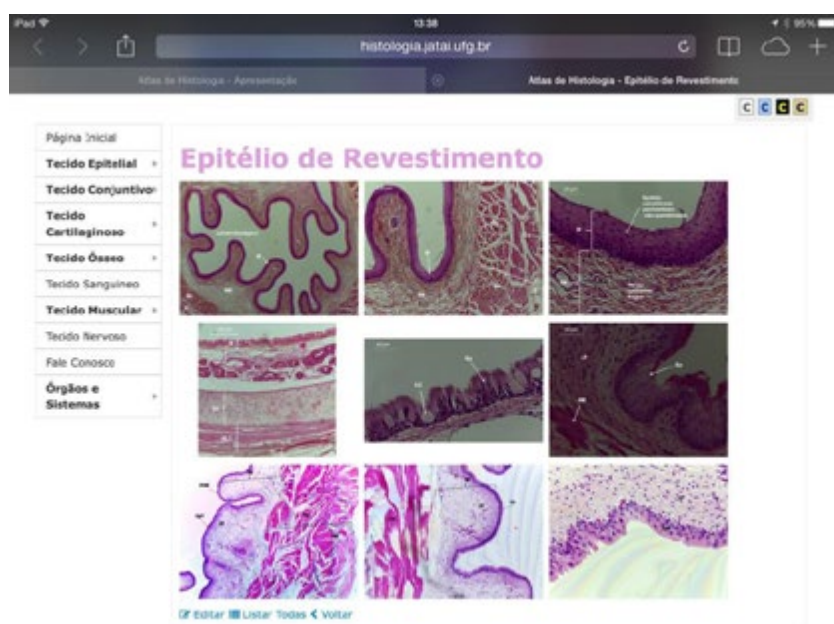 iPad
13:38
95%
histologia.jatai.ufg.br
Atlas de Histologia - Apresentação
Atlas de Histologia - Epitélio de Revestimento
C C C C
Página Inicial
Tecido Epitelial
Tecido Conjuntivo
Tecido
Cartilaginoso
Tecido Ósseo
Tecido Sanguíneo
Tecido Muscular
Tecido Nervoso
Fale Conosco
Órgãos e
Sistemas
Epitélio de Revestimento
Editar Listar Todas Voltar